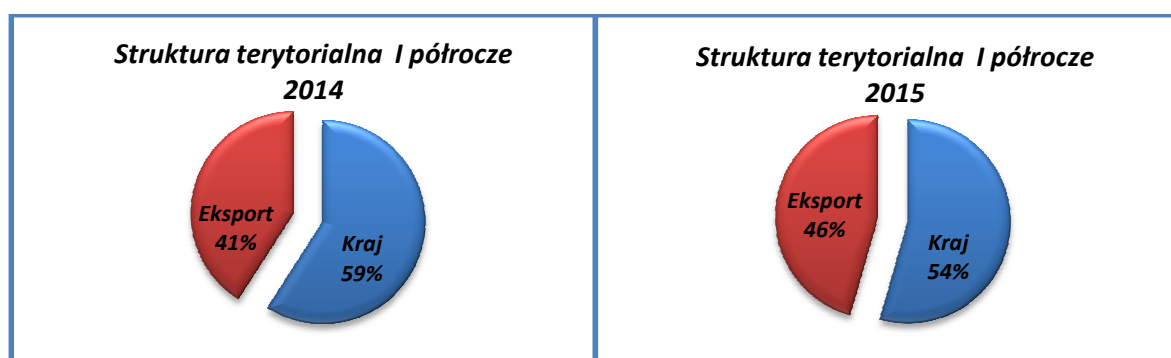 Struktura terytorialna I półrocze
2014
Eksport
41%
Kraj
59%
Struktura terytorialna I półrocze
2015
Eksport
46%
Kraj
54%